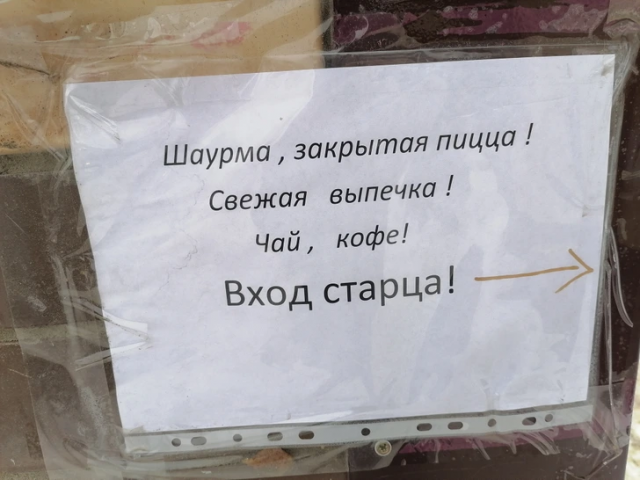 Шаурма , закрытая пицца !
Свежая выпечка !
Чай , кофе!
Вход старца!